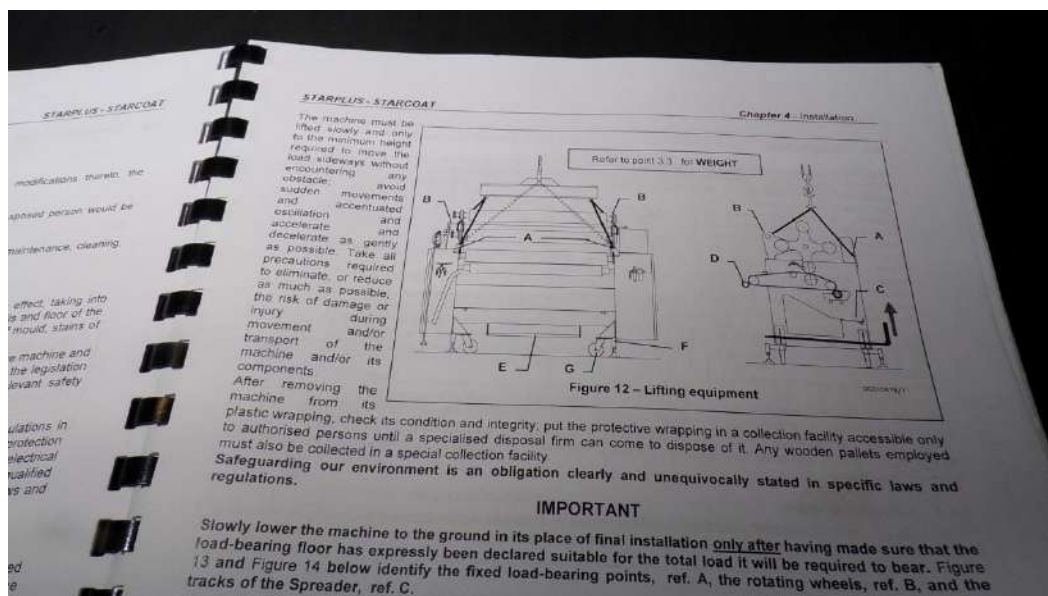 STARPLUS - STARCOAT
modifications thereto, the
exposed person would be
maintenance, cleaning,
effect, taking into
is and floor of the
mould, stains of
machine and
the legislation
relevant safety
ulations in
protection
electrical
qualified
ws and
ed
STARPLUS - STARCOAT
Chapter 4 - Installation
The machine must be
lifted slowly and only
to the minimum height
required to move the
load sideways without
encountering any
obstacle; avoid
sudden movements
and accentuated
oscillation and
accelerate and
decelerate as gently
as possible. Take all
precautions required
to eliminate, or reduce
as much as possible,
the risk of damage or
injury during
movement and/or
transport of the
machine and/or its
components
After removing the
machine from its
plastic wrapping, check its condition and integrity; put the protective wrapping in a collection facility accessible only
to authorised persons until a specialised disposal firm can come to dispose of it. Any wooden pallets employed
must also be collected in a special collection facility.
Safeguarding our environment is an obligation clearly and unequivocally stated in specific laws and
regulations.
Refer to point 3.3 for WEIGHT
B
B
A
E
G
F
B
A
D
C
Figure 12 – Lifting equipment
IMPORTANT
Slowly lower the machine to the ground in its place of final installation only after having made sure that the
load-bearing floor has expressly been declared suitable for the total load it will be required to bear. Figure
13 and Figure 14 below identify the fixed load-bearing points, ref. A, the rotating wheels, ref. B, and the
tracks of the Spreader, ref. C.